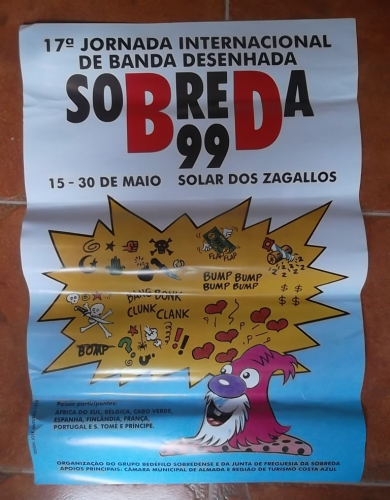 17ª JORNADA INTERNACIONAL
DE BANDA DESENHADA
SOBREDA
99
15 - 30 DE MAIO SOLAR DOS ZAGALLOS
FLAP FLAP
Z Z Z Z Z
BUMP BUMP
BUMP BUMP
BANG BONK
CLUNK CLANK
$ $
$ $
BOMP
? !!
Países participantes:
ÁFRICA DO SUL, BÉLGICA, CABO VERDE,
ESPANHA, FINLÂNDIA, FRANÇA,
PORTUGAL E S. TOMÉ E PRÍNCIPE.
ORGANIZAÇÃO DO GRUPO BEDÉFILO SOBREDENSE E DA JUNTA DE FREGUESIA DA SOBREDA
APOIOS PRINCIPAIS: CÂMARA MUNICIPAL DE ALMADA E REGIÃO DE TURISMO COSTA AZUL